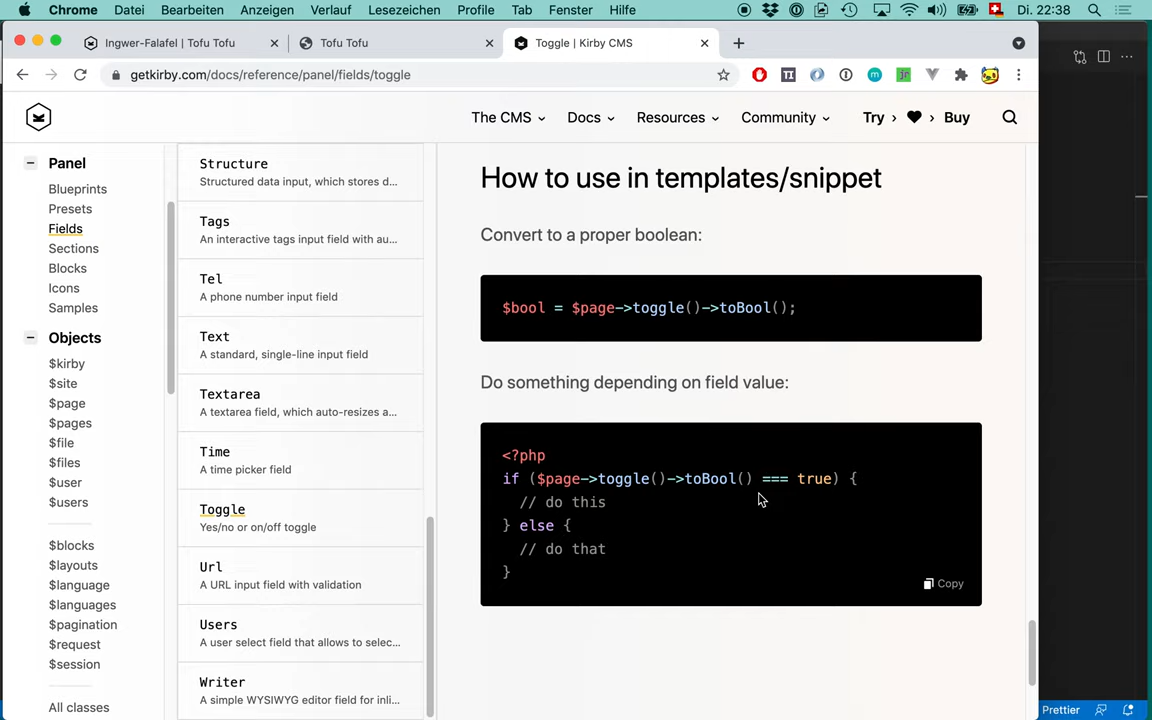 Chrome Datei Bearbeiten Anzeigen Verlauf Lesezeichen Profile Tab Fenster Hilfe Di. 22:38
Ingwer-Falafel | Tofu Tofu
Tofu Tofu
Toggle | Kirby CMS
getkirby.com/docs/reference/panel/fields/toggle
The CMS
Docs
Resources
Community
Try › ♥ › Buy
Panel
Blueprints
Presets
Fields
Sections
Blocks
Icons
Samples
Objects
$kirby
$site
$page
$pages
$file
$files
$user
$users
$blocks
$layouts
$language
$languages
$pagination
$request
$session
All classes
Structure
Structured data input, which stores d...
Tags
An interactive tags input field with au...
Tel
A phone number input field
Text
A standard, single-line input field
Textarea
A textarea field, which auto-resizes a...
Time
A time picker field
Toggle
Yes/no or on/off toggle
Url
A URL input field with validation
Users
A user select field that allows to selec...
Writer
A simple WYSIWYG editor field for inli...
How to use in templates/snippet
Convert to a proper boolean:
$bool = $page->toggle()->toBool();
Do something depending on field value:
<?php
if ($page->toggle()->toBool() === true) {
// do this
} else {
// do that
}
Copy
Prettier